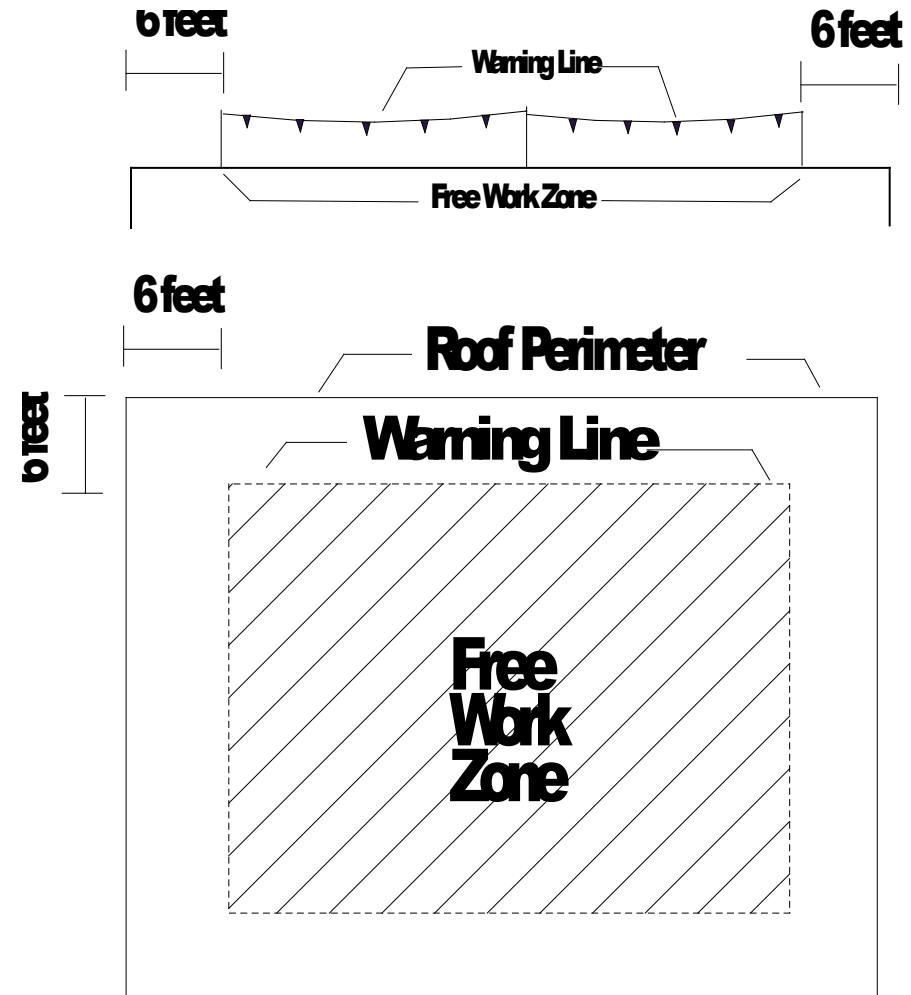 6 feet
6 feet
Warning Line
Free Work Zone
6 feet
Roof Perimeter
6 feet
Warning Line
Free
Work
Zone